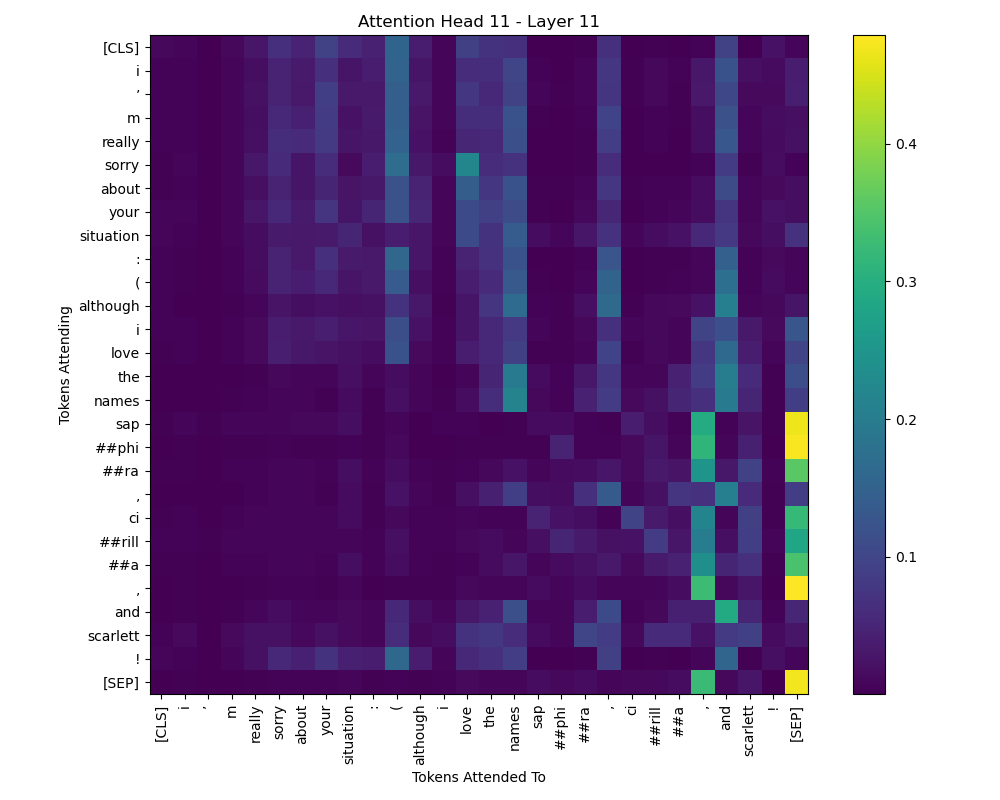 Attention Head 11 - Layer 11
Tokens Attending
[CLS]
i
’
m
really
sorry
about
your
situation
:
(
although
i
love
the
names
sap
##phi
##ra
,
ci
##rill
##a
,
and
scarlett
!
[SEP]
[CLS] i ’ m really sorry about your situation : ( although i love the names sap ##phi ##ra , ci ##rill ##a , and scarlett ! [SEP]
Tokens Attended To
0.4
0.3
0.2
0.1